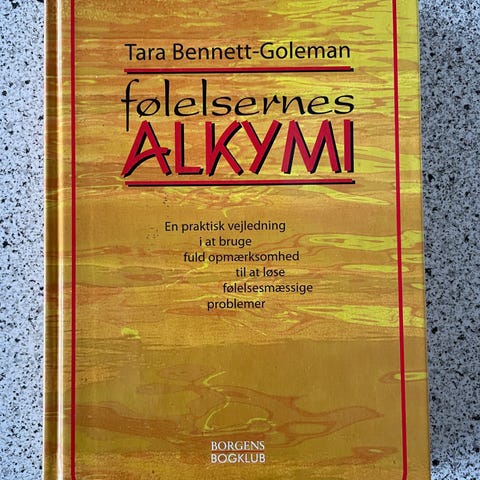 Tara Bennett-Goleman
følelsernes
ALKYMI
En praktisk vejledning
i at bruge
fuld opmærksomhed
til at løse
følelsesmæssige
problemer
BORGENS
BOGKLUB